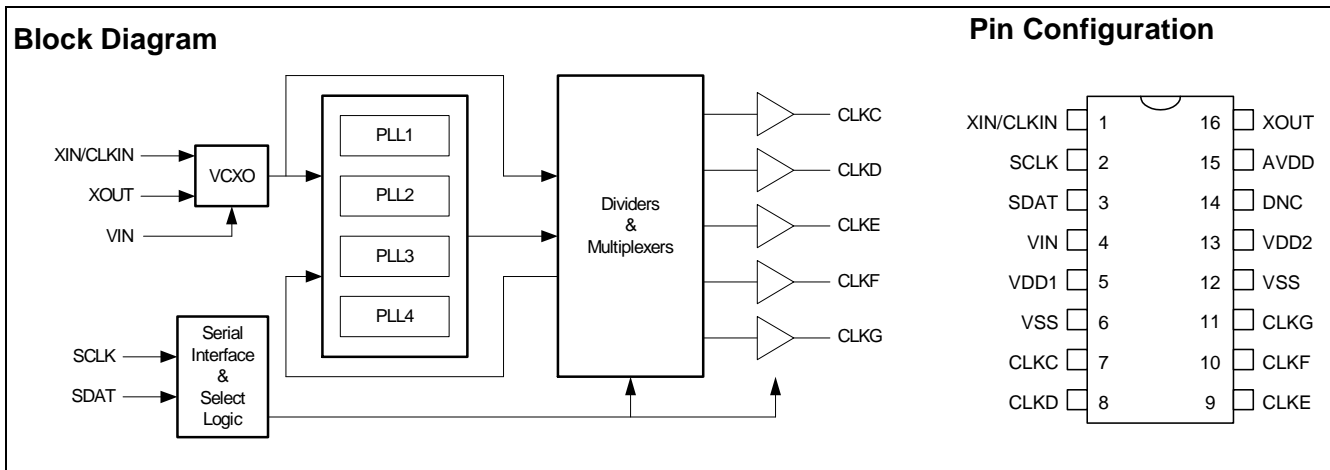 Block Diagram
XIN/CLKIN
XOUT
VIN
VCXO
PLL1
PLL2
PLL3
PLL4
SCLK
SDAT
Serial
Interface
&
Select
Logic
Dividers
&
Multiplexers
CLKC
CLKD
CLKE
CLKF
CLKG
Pin Configuration
XIN/CLKIN 1 16 XOUT
SCLK 2 15 AVDD
SDAT 3 14 DNC
VIN 4 13 VDD2
VDD1 5 12 VSS
VSS 6 11 CLKG
CLKC 7 10 CLKF
CLKD 8 9 CLKE